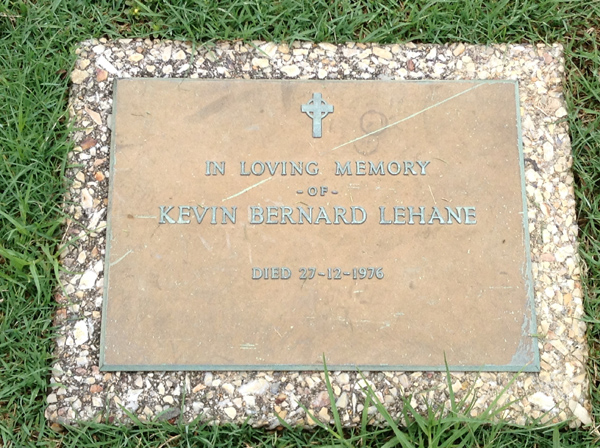 IN LOVING MEMORY
-OF-
KEVIN BERNARD LEHANE
DIED 27-12-1976